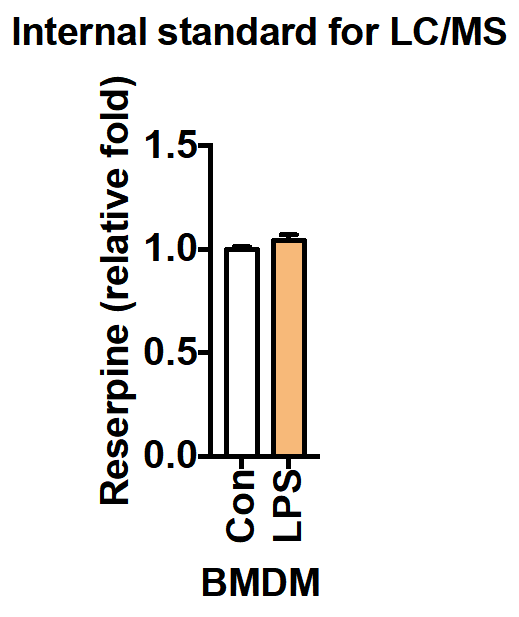 Internal standard for LC/MS
Reserpine (relative fold)
1.5
1.0
0.5
0.0
Con
LPS
BMDM